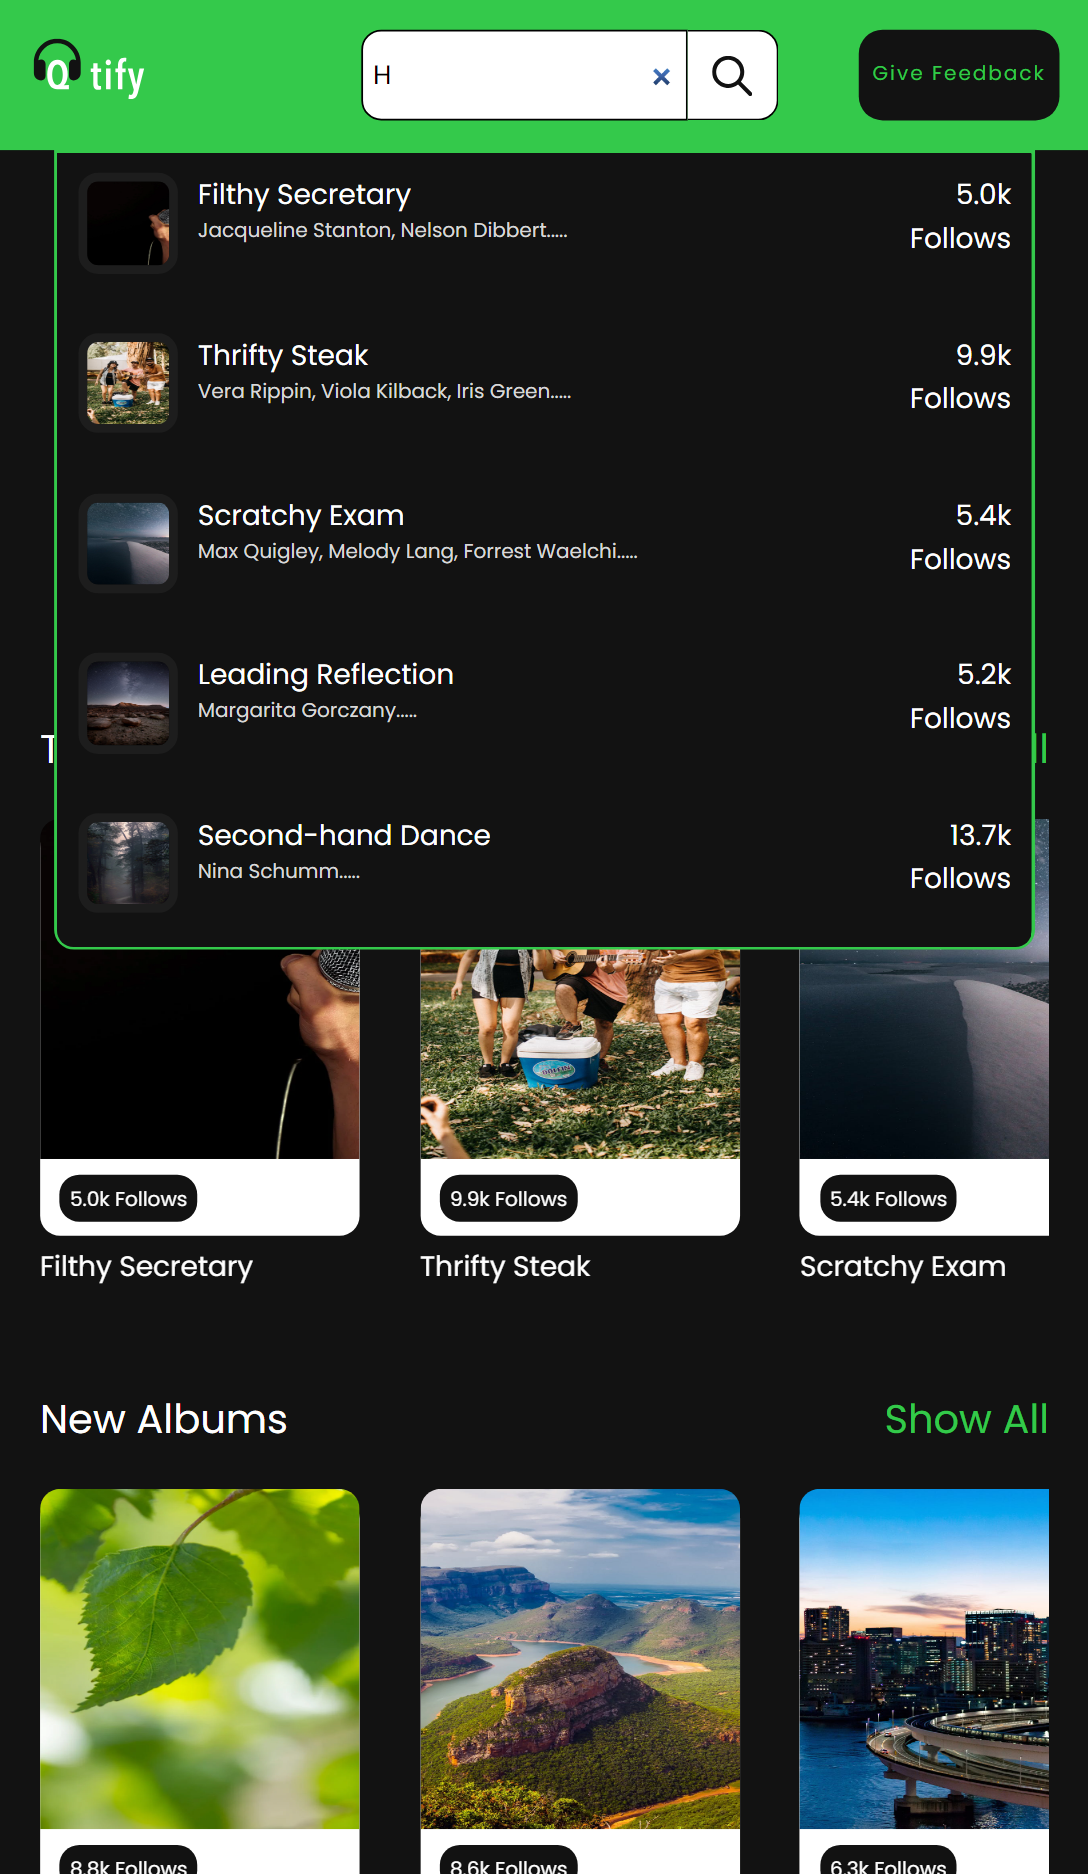 Qtify
H
Give Feedback
Filthy Secretary
5.0k
Jacqueline Stanton, Nelson Dibbert.....
Follows
Thrifty Steak
9.9k
Vera Rippin, Viola Kilback, Iris Green.....
Follows
Scratchy Exam
5.4k
Max Quigley, Melody Lang, Forrest Waelchi.....
Follows
Leading Reflection
5.2k
Margarita Gorczany.....
Follows
Second-hand Dance
13.7k
Nina Schumm.....
Follows
5.0k Follows
9.9k Follows
5.4k Follows
Filthy Secretary
Thrifty Steak
Scratchy Exam
New Albums
Show All
8.8k Follows
8.6k Follows
6.3k Follows